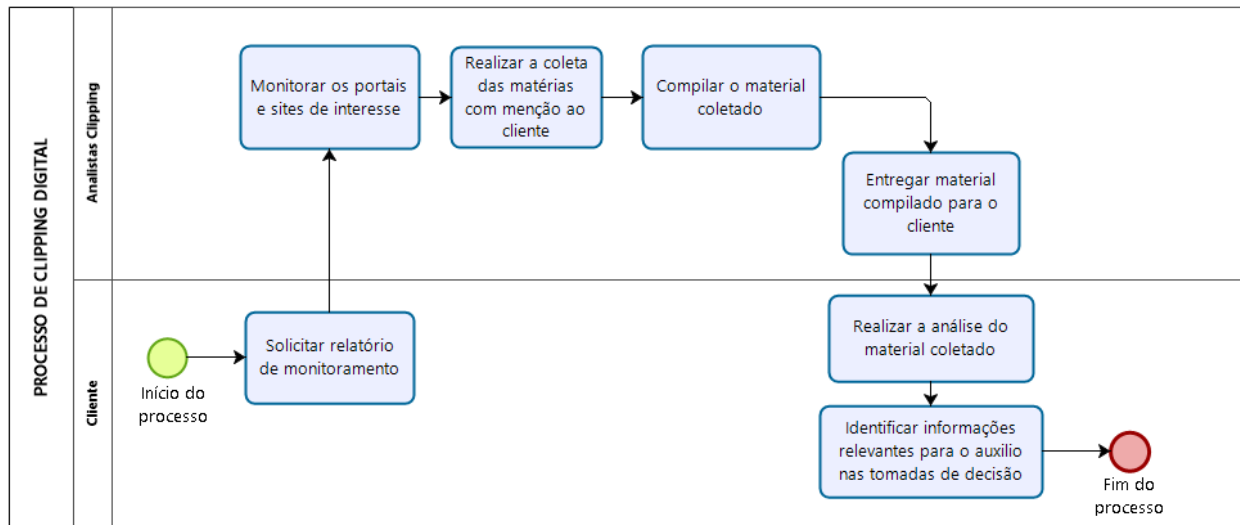 PROCESSO DE CLIPPING DIGITAL
Analistas Clipping
Monitorar os portais
e sites de interesse
Realizar a coleta
das matérias
com menção ao
cliente
Compilar o material
coletado
Entregar material
compilado para o
cliente
Cliente
Início do
processo
Solicitar relatório
de monitoramento
Realizar a análise do
material coletado
Identificar informações
relevantes para o auxilio
nas tomadas de decisão
Fim do
processo